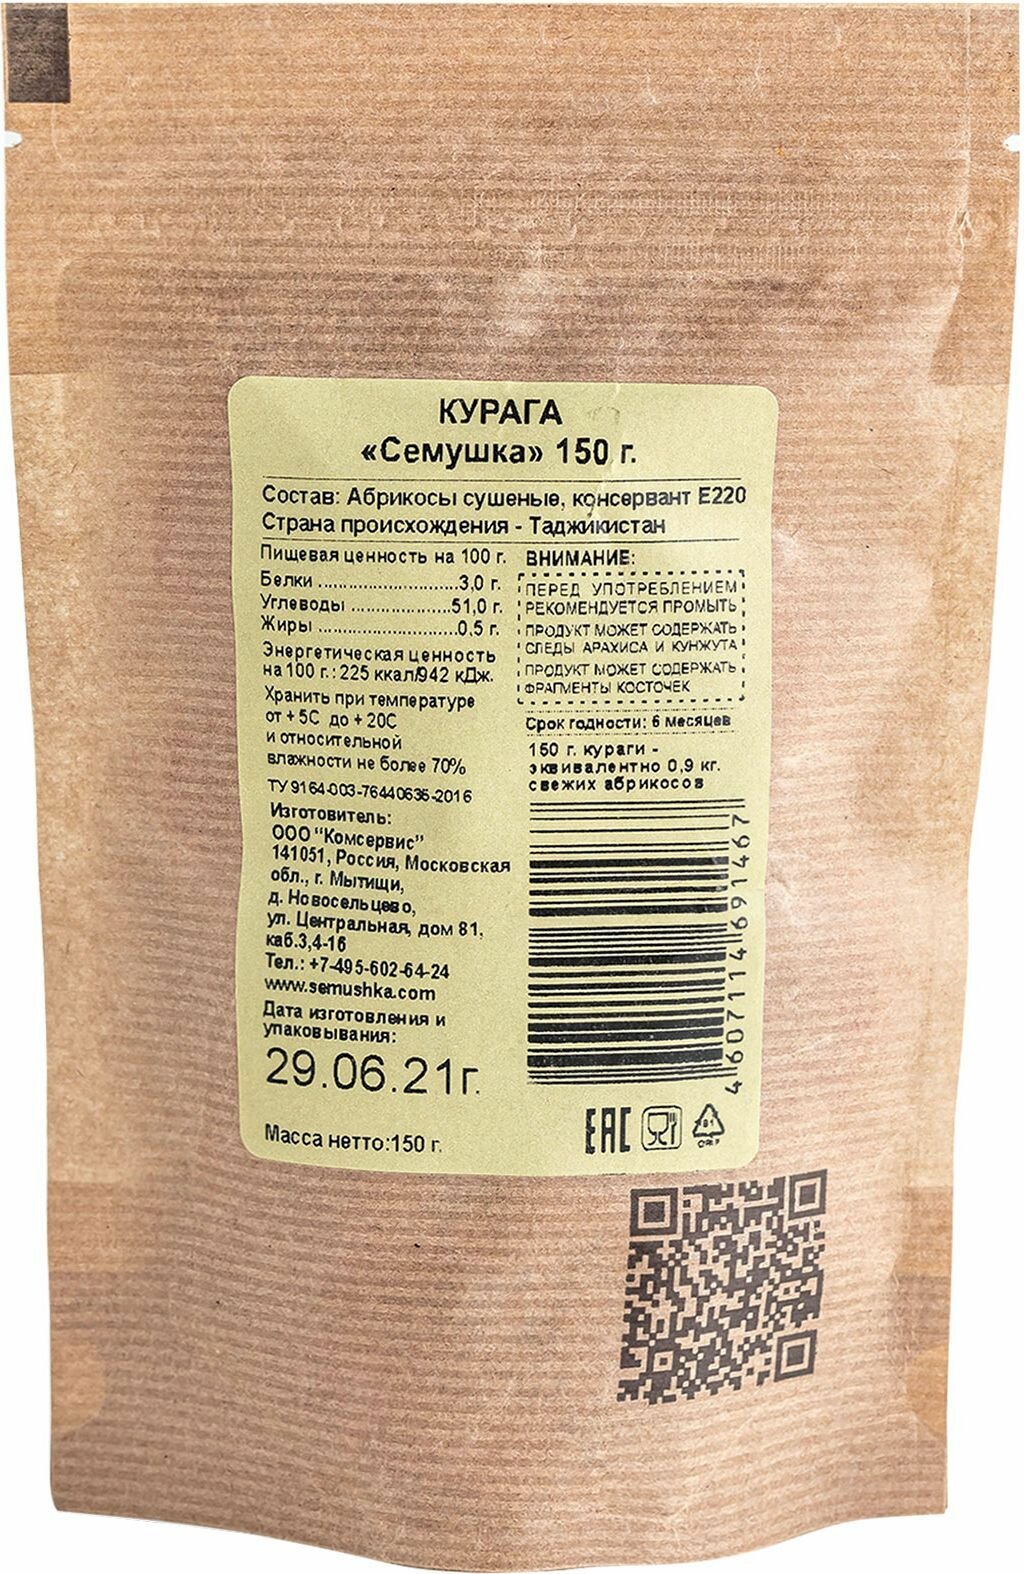 КУРАГА
«Семушка» 150 г.
Состав: Абрикосы сушеные, консервант Е220
Страна происхождения - Таджикистан
Пищевая ценность на 100 г.
Белки ......................3,0 г.
Углеводы ...............51,0 г.
Жиры ......................0,5 г.
Энергетическая ценность
на 100 г.: 225 ккал/942 кДж.
Хранить при температуре
от + 5С до + 20С
и относительной
влажности не более 70%
ТУ 9164-003-76440635-2016
Изготовитель:
ООО "Комсервис"
141051, Россия, Московская
обл., г. Мытищи,
д. Новосельцево,
ул. Центральная, дом 81,
каб.3,4-16
Тел.: +7-495-602-64-24
www.semushka.com
Дата изготовления и
упаковывания:
29.06.21г.
Масса нетто:150 г.
ВНИМАНИЕ:
ПЕРЕД УПОТРЕБЛЕНИЕМ
РЕКОМЕНДУЕТСЯ ПРОМЫТЬ
ПРОДУКТ МОЖЕТ СОДЕРЖАТЬ
СЛЕДЫ АРАХИСА И КУНЖУТА
ПРОДУКТ МОЖЕТ СОДЕРЖАТЬ
ФРАГМЕНТЫ КОСТОЧЕК
Срок годности: 6 месяцев
150 г. кураги -
эквивалентно 0,9 кг.
свежих абрикосов
4607114691467
ЕАС
81